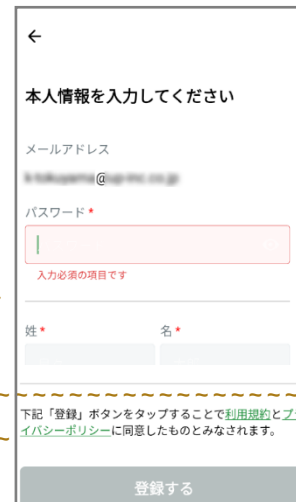 ←
本人情報を入力してください
メールアドレス
@
パスワード *
入力必須の項目です
姓 * 名 *
下記「登録」ボタンをタップすることで利用規約とプラ
イバシーポリシーに同意したものとみなされます。
登録する